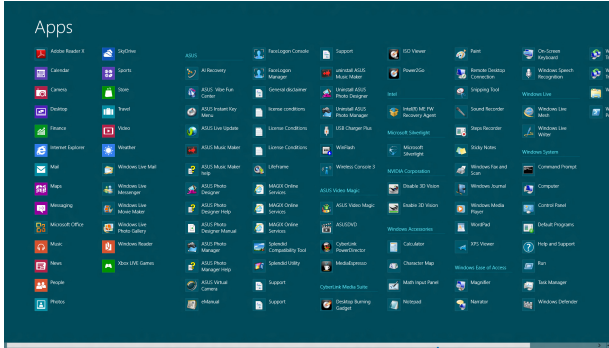 Apps
Adobe Reader X
Calendar
Camera
Desktop
Finance
Internet Explorer
Mail
Maps
Messaging
Microsoft Office
Music
News
People
Photos
SkyDrive
Sports
Store
Travel
Video
Weather
Windows Live Mail
Windows Live
Messenger
Windows Live
Movie Maker
Windows Live
Photo Gallery
Windows Reader
Xbox LIVE Games
ASUS
AI Recovery
ASUS Vibe Fun
Center
ASUS Instant Key
Menu
ASUS Live Update
ASUS Music Maker
ASUS Music Maker
help
ASUS Photo
Designer
ASUS Photo
Designer Help
ASUS Photo
Designer Manual
ASUS Photo
Manager
ASUS Photo
Manager Help
ASUS Virtual
Camera
eManual
FaceLogon Console
FaceLogon
Manager
General disclaimer
license conditions
License Conditions
License Conditions
LifeFrame
MAGIX Online
Services
MAGIX Online
Services
MAGIX Online
Services
Splendid
Compatibility Tool
Splendid Utility
Support
Support
Support
uninstall ASUS
Music Maker
Uninstall ASUS
Photo Designer
Uninstall ASUS
Photo Manager
USB Charger Plus
WinFlash
Wireless Console 3
ASUS Video Magic
ASUS Video Magic
ASUSDVD
CyberLink
PowerDirector
MediaEspresso
CyberLink Media Suite
Desktop Burning
Gadget
ISO Viewer
Power2Go
Intel
Intel(R) ME FW
Recovery Agent
Microsoft Silverlight
Microsoft
Silverlight
NVIDIA Corporation
Disable 3D Vision
Enable 3D Vision
Windows Accessories
Calculator
Character Map
Math Input Panel
Notepad
Paint
Remote Desktop
Connection
Snipping Tool
Sound Recorder
Steps Recorder
Sticky Notes
Windows Fax and
Scan
Windows Journal
Windows Media
Player
WordPad
XPS Viewer
Windows Ease of Access
Magnifier
Narrator
On-Screen
Keyboard
Windows Speech
Recognition
Windows Live
Windows Live
Mesh
Windows Live
Writer
Windows System
Command Prompt
Computer
Control Panel
Default Programs
Help and Support
Run
Task Manager
Windows Defender